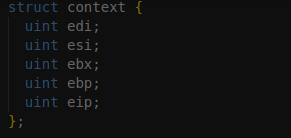 struct context {
  uint edi;
  uint esi;
  uint ebx;
  uint ebp;
  uint eip;
};